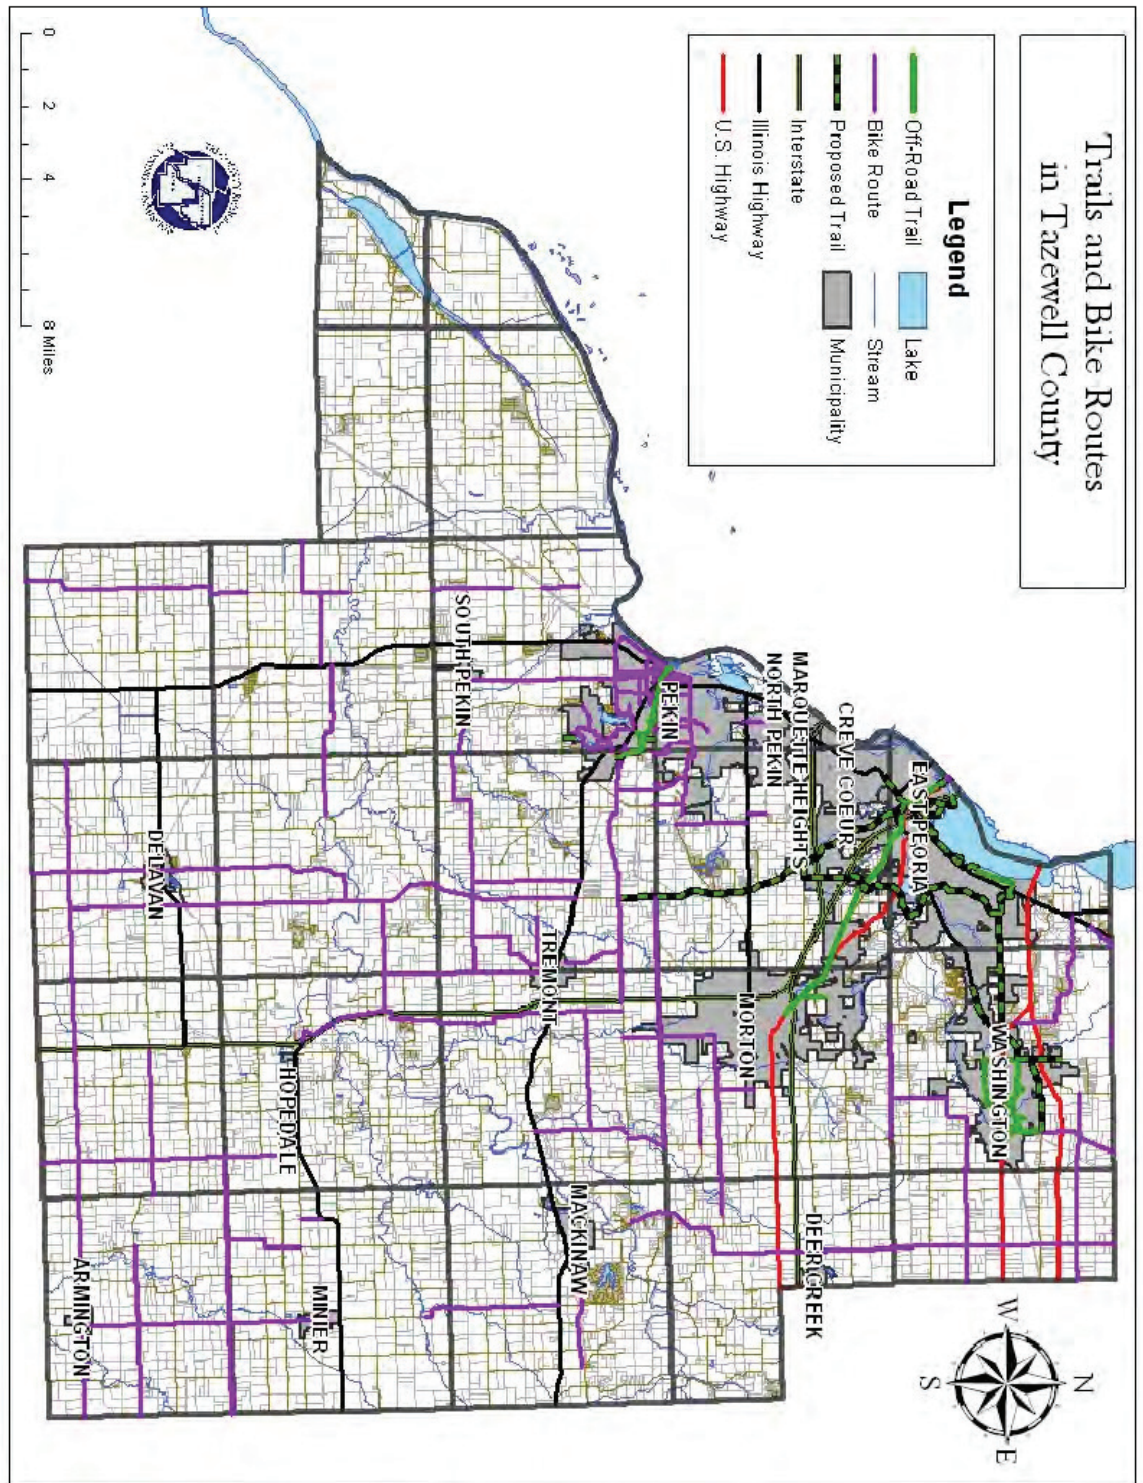 Trails and Bike Routes
in Tazewell County
Legend
Off-Road Trail
Bike Route
Proposed Trail
Interstate
Illinois Highway
U.S. Highway
Lake
Stream
Municipality
N
W
E
S
WASHINGTON
EAST PEORIA
CREVE COEUR
MARQUETTE HEIGHTS
NORTH PEKIN
DEER CREEK
MORTON
PEKIN
MACKINAW
TREMONT
SOUTH PEKIN
MINIER
HOPEDALE
DELAVAN
ARMINGTON
0 2 4 8 Miles